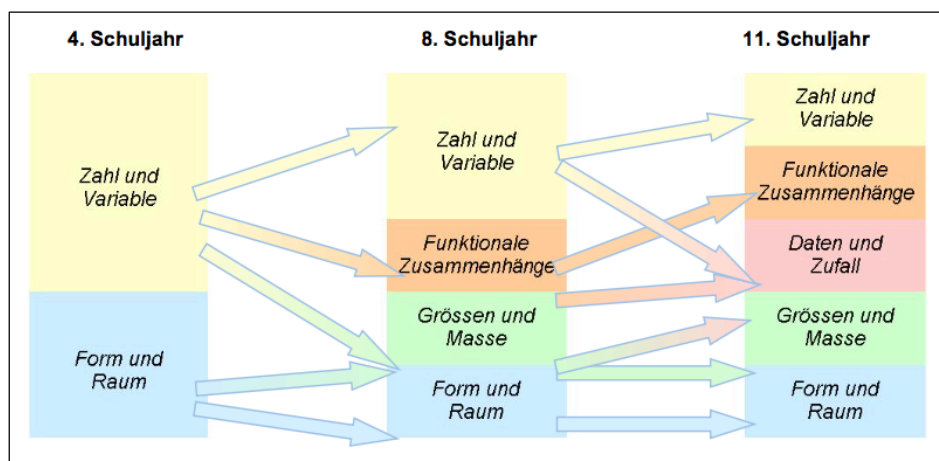 4. Schuljahr
8. Schuljahr
11. Schuljahr
Zahl und
Variable
Form und
Raum
Zahl und
Variable
Funktionale
Zusammenhänge
Grössen und
Masse
Form und
Raum
Zahl und
Variable
Funktionale
Zusammenhänge
Daten und
Zufall
Grössen und
Masse
Form und
Raum